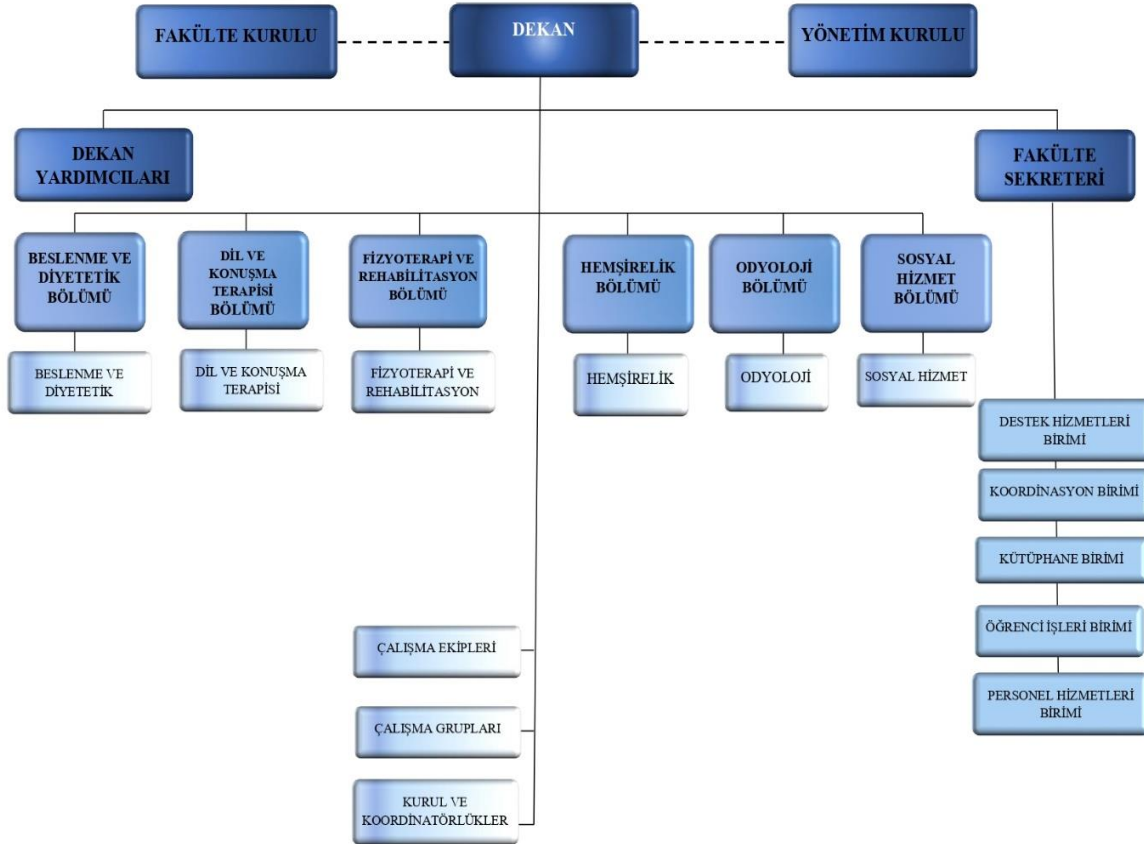 FAKÜLTE KURULU
DEKAN
YÖNETİM KURULU
DEKAN
YARDIMCILARI
FAKÜLTE
SEKRETERİ
BESLENME VE
DİYETETİK
BÖLÜMÜ
DİL VE
KONUŞMA
TERAPİSİ
BÖLÜMÜ
FİZYOTERAPİ VE
REHABİLİTASYON
BÖLÜMÜ
HEMŞİRELİK
BÖLÜMÜ
ODYOLOJİ
BÖLÜMÜ
SOSYAL
HİZMET
BÖLÜMÜ
BESLENME VE
DİYETETİK
DİL VE KONUŞMA
TERAPİSİ
FİZYOTERAPİ VE
REHABİLİTASYON
HEMŞİRELİK
ODYOLOJİ
SOSYAL HİZMET
DESTEK HİZMETLERİ
BİRİMİ
KOORDİNASYON BİRİMİ
KÜTÜPHANE BİRİMİ
ÖĞRENCİ İŞLERİ BİRİMİ
PERSONEL HİZMETLERİ
BİRİMİ
ÇALIŞMA EKİPLERİ
ÇALIŞMA GRUPLARI
KURUL VE
KOORDİNATÖRLÜKLER